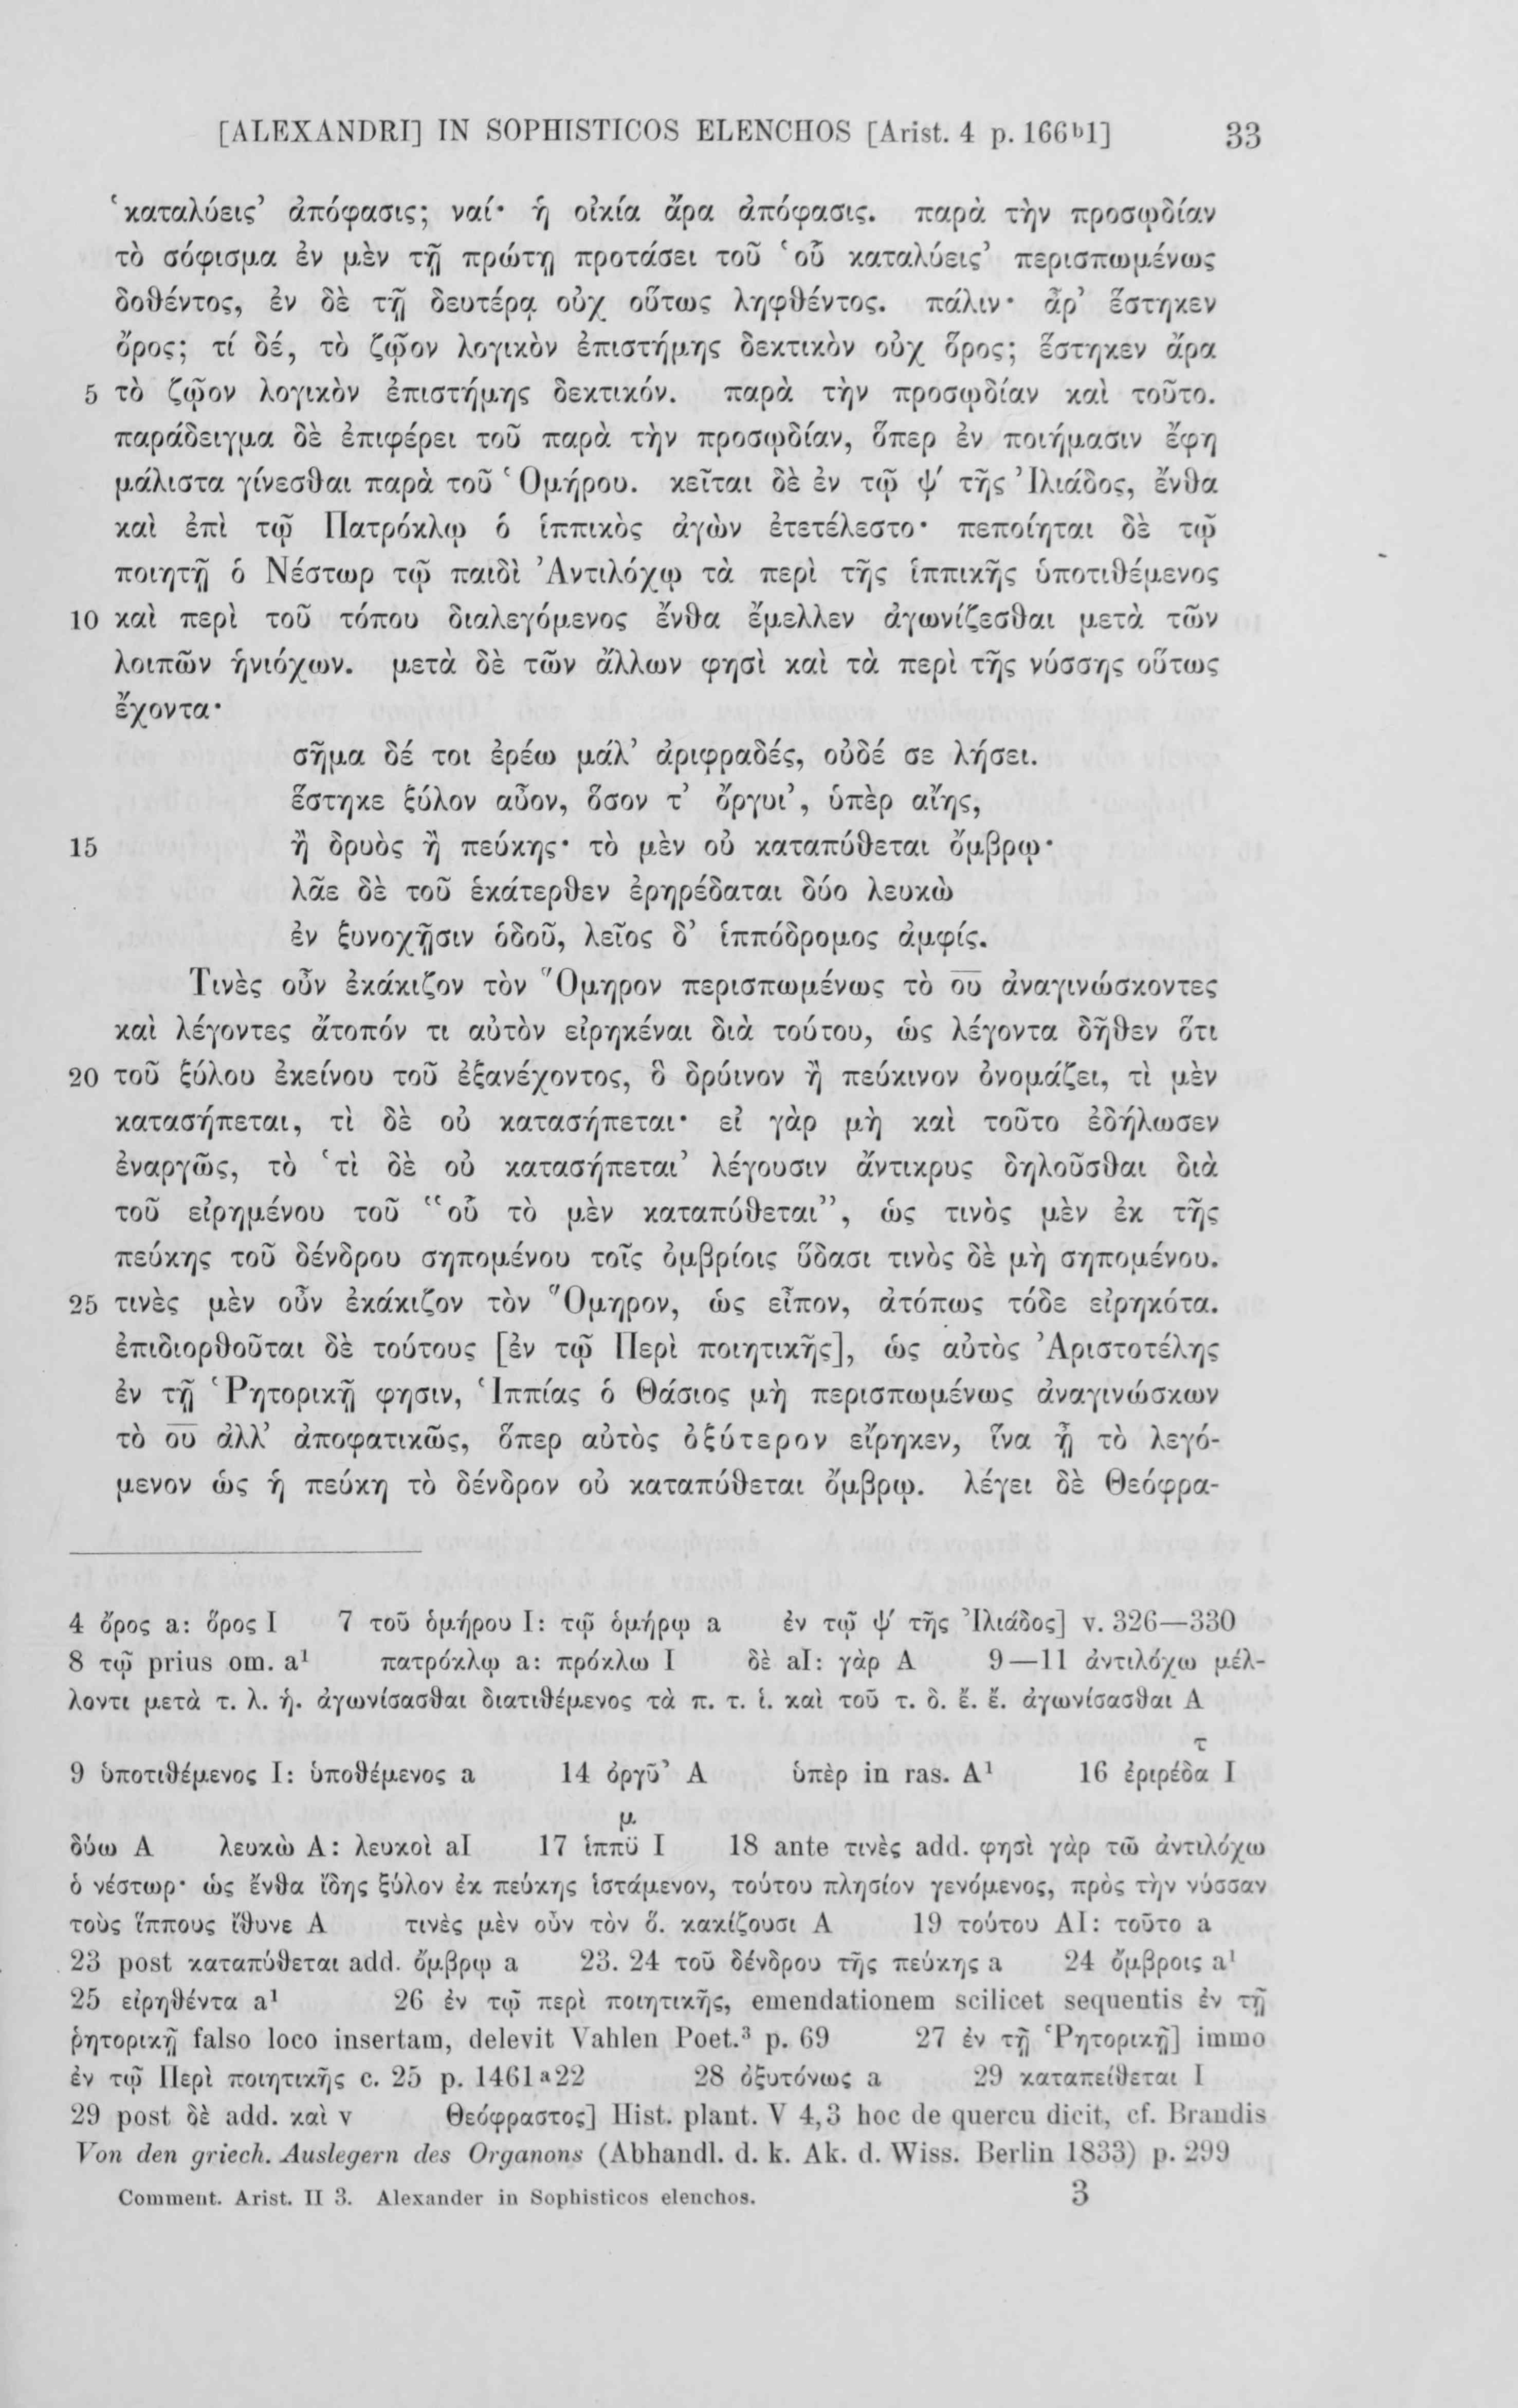 [ALEXANDRI] IN SOPHISTICOS ELENCHOS [Arist. 4 p. 166ᵇ1] 33
‘καταλύεις’ ἀπόφασις; ναί· ἡ οἰκία ἄρα ἀπόφασις. παρὰ τὴν προσῳδίαν
τὸ σόφισμα ἐν μὲν τῇ πρώτῃ προτάσει τοῦ ‘οὗ καταλύεις’ περισπωμένως
δοθέντος, ἐν δὲ τῇ δευτέρᾳ οὐχ οὕτως ληφθέντος. πάλιν· ἆρ’ ἕστηκεν
ὄρος; τί δέ, τὸ ζῷον λογικὸν ἐπιστήμης δεκτικὸν οὐχ ὅρος; ἕστηκεν ἄρα
5 τὸ ζῷον λογικὸν ἐπιστήμης δεκτικόν. παρὰ τὴν προσῳδίαν καὶ τοῦτο.
παράδειγμα δὲ ἐπιφέρει τοῦ παρὰ τὴν προσῳδίαν, ὅπερ ἐν ποιήμασιν ἔφη
μάλιστα γίνεσθαι παρὰ τοῦ Ὁμήρου. κεῖται δὲ ἐν τῷ ψ′ τῆς Ἰλιάδος, ἔνθα
καὶ ἐπὶ τῷ Πατρόκλῳ ὁ ἱππικὸς ἀγὼν ἐτετέλεστο· πεποίηται δὲ τῷ
ποιητῇ ὁ Νέστωρ τῷ παιδὶ Ἀντιλόχῳ τὰ περὶ τῆς ἱππικῆς ὑποτιθέμενος
10 καὶ περὶ τοῦ τόπου διαλεγόμενος ἔνθα ἔμελλεν ἀγωνίζεσθαι μετὰ τῶν
λοιπῶν ἡνιόχων. μετὰ δὲ τῶν ἄλλων φησὶ καὶ τὰ περὶ τῆς νύσσης οὕτως
ἔχοντα·
σῆμα δέ τοι ἐρέω μάλ’ ἀριφραδές, οὐδέ σε λήσει.
ἕστηκε ξύλον αὖον, ὅσον τ’ ὄργυι’, ὑπὲρ αἴης,
15 ἢ δρυὸς ἢ πεύκης· τὸ μὲν οὐ καταπύθεται ὄμβρῳ·
λᾶε δὲ τοῦ ἑκάτερθεν ἐρηρέδαται δύο λευκὼ
ἐν ξυνοχῇσιν ὁδοῦ, λεῖος δ’ ἱππόδρομος ἀμφίς.
Τινὲς οὖν ἐκάκιζον τὸν Ὅμηρον περισπωμένως τὸ ο̅υ̅ ἀναγινώσκοντες
καὶ λέγοντες ἄτοπόν τι αὐτὸν εἰρηκέναι διὰ τούτου, ὡς λέγοντα δῆθεν ὅτι
20 τοῦ ξύλου ἐκείνου τοῦ ἐξανέχοντος, ὃ δρύινον ἢ πεύκινον ὀνομάζει, τὶ μὲν
κατασήπεται, τὶ δὲ οὐ κατασήπεται· εἰ γὰρ μὴ καὶ τοῦτο ἐδήλωσεν
ἐναργῶς, τὸ ‘τὶ δὲ οὐ κατασήπεται’ λέγουσιν ἄντικρυς δηλοῦσθαι διὰ
τοῦ εἰρημένου τοῦ “οὗ τὸ μὲν καταπύθεται”, ὡς τινὸς μὲν ἐκ τῆς
πεύκης τοῦ δένδρου σηπομένου τοῖς ὀμβρίοις ὕδασι τινὸς δὲ μὴ σηπομένου.
25 τινὲς μὲν οὖν ἐκάκιζον τὸν Ὅμηρον, ὡς εἶπον, ἀτόπως τόδε εἰρηκότα.
ἐπιδιορθοῦται δὲ τούτους [ἐν τῷ Περὶ ποιητικῆς], ὡς αὐτὸς Ἀριστοτέλης
ἐν τῇ Ῥητορικῇ φησιν, Ἱππίας ὁ Θάσιος μὴ περισπωμένως ἀναγινώσκων
τὸ ο̅υ̅ ἀλλ’ ἀποφατικῶς, ὅπερ αὐτὸς ὀξύτερον εἴρηκεν, ἵνα ᾖ τὸ λεγό-
μενον ὡς ἡ πεύκη τὸ δένδρον οὐ καταπύθεται ὄμβρῳ. λέγει δὲ Θεόφρα-
4 ὄρος a: ὅρος I 7 τοῦ ὁμήρου I: τῷ ὁμήρῳ a ἐν τῷ ψ′ τῆς Ἰλιάδος] v. 326—330
8 τῷ prius om. a¹ πατρόκλῳ a: πρόκλω I δὲ aI: γὰρ A 9—11 ἀντιλόχω μέλ-
λοντι μετὰ τ. λ. ἡ. ἀγωνίσασθαι διατιθέμενος τὰ π. τ. ἱ. καὶ τοῦ τ. δ. ἔ. ἔ. ἀγωνίσασθαι A
9 ὑποτιθέμενος I: ὑποθέμενος a 14 ὀργῦ’ A ὑπὲρ in ras. A¹ 16 ἐριρέδαᵗ I
δύω A λευκὼ A: λευκοὶ aI 17 ἱππΰμ I 18 ante τινὲς add. φησὶ γὰρ τῶ ἀντιλόχω
ὁ νέστωρ· ὡς ἔνθα ἴδης ξύλον ἐκ πεύκης ἱστάμενον, τούτου πλησίον γενόμενος, πρὸς τὴν νύσσαν
τοὺς ἵππους ἴθυνε A τινὲς μὲν οὖν τὸν ὅ. κακίζουσι A 19 τούτου AI: τοῦτο a
23 post καταπύθεται add. ὄμβρῳ a 23. 24 τοῦ δένδρου τῆς πεύκης a 24 ὄμβροις a¹
25 εἰρηθέντα a¹ 26 ἐν τῷ περὶ ποιητικῆς, emendationem scilicet sequentis ἐν τῇ
ῥητορικῇ falso loco insertam, delevit Vahlen Poet.³ p. 69 27 ἐν τῇ Ῥητορικῇ] immo
ἐν τῷ Περὶ ποιητικῆς c. 25 p. 1461ᵃ22 28 ὀξυτόνως a 29 καταπείθεται I
29 post δὲ add. καὶ v Θεόφραστος] Hist. plant. V 4,3 hoc de quercu dicit, cf. Brandis
Von den griech. Auslegern des Organons (Abhandl. d. k. Ak. d. Wiss. Berlin 1833) p. 299
Comment. Arist. II 3. Alexander in Sophisticos elenchos. 3